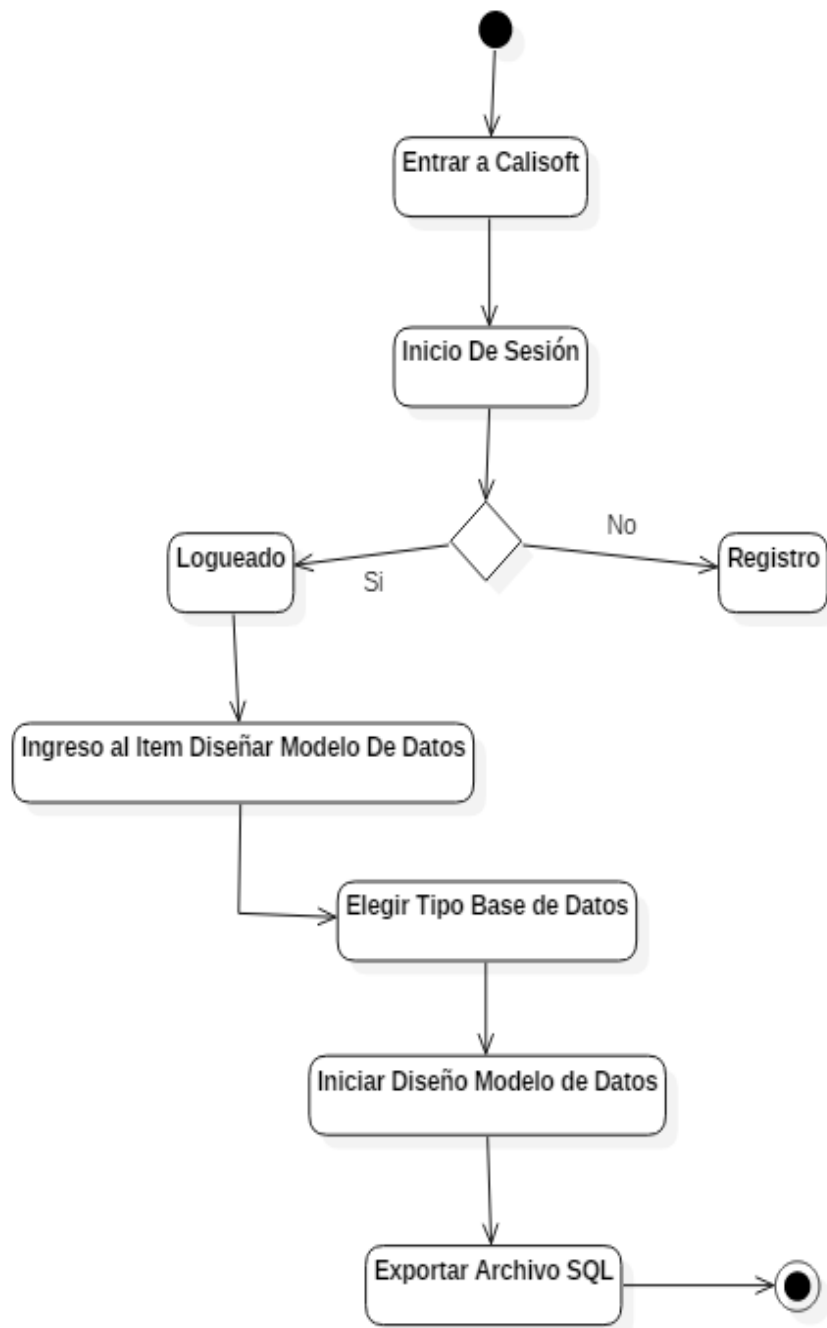 Entrar a Calisoft
Inicio De Sesión
No
Logueado
Registro
Si
Ingreso al Item Diseñar Modelo De Datos
Elegir Tipo Base de Datos
Iniciar Diseño Modelo de Datos
Exportar Archivo SQL